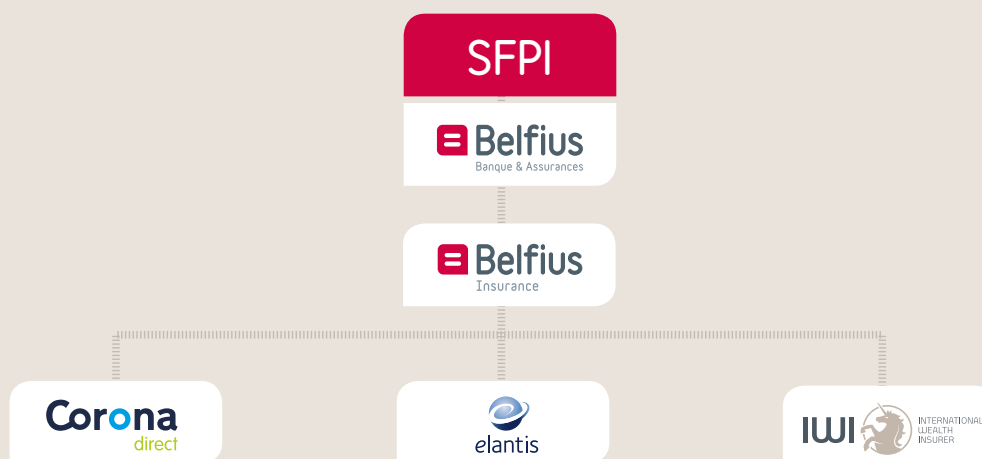 SFPI
Belfius
Banque & Assurances
Belfius
Insurance
Corona
direct
elantis
IWI
INTERNATIONAL
WEALTH
INSURER